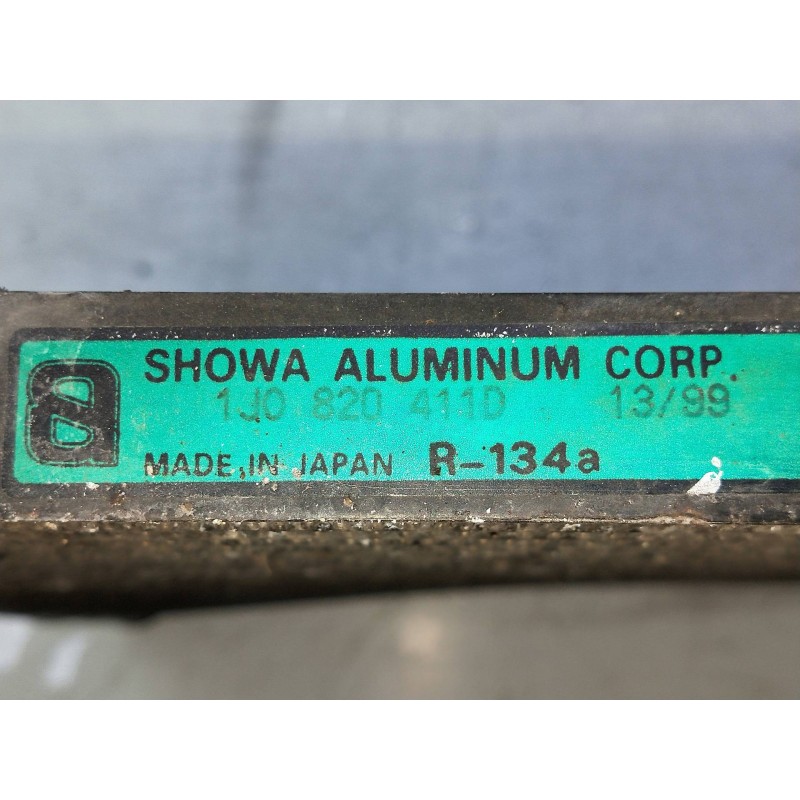 SHOWA ALUMINUM CORP.
1J0 820 411D 13/99
MADE IN JAPAN R-134a